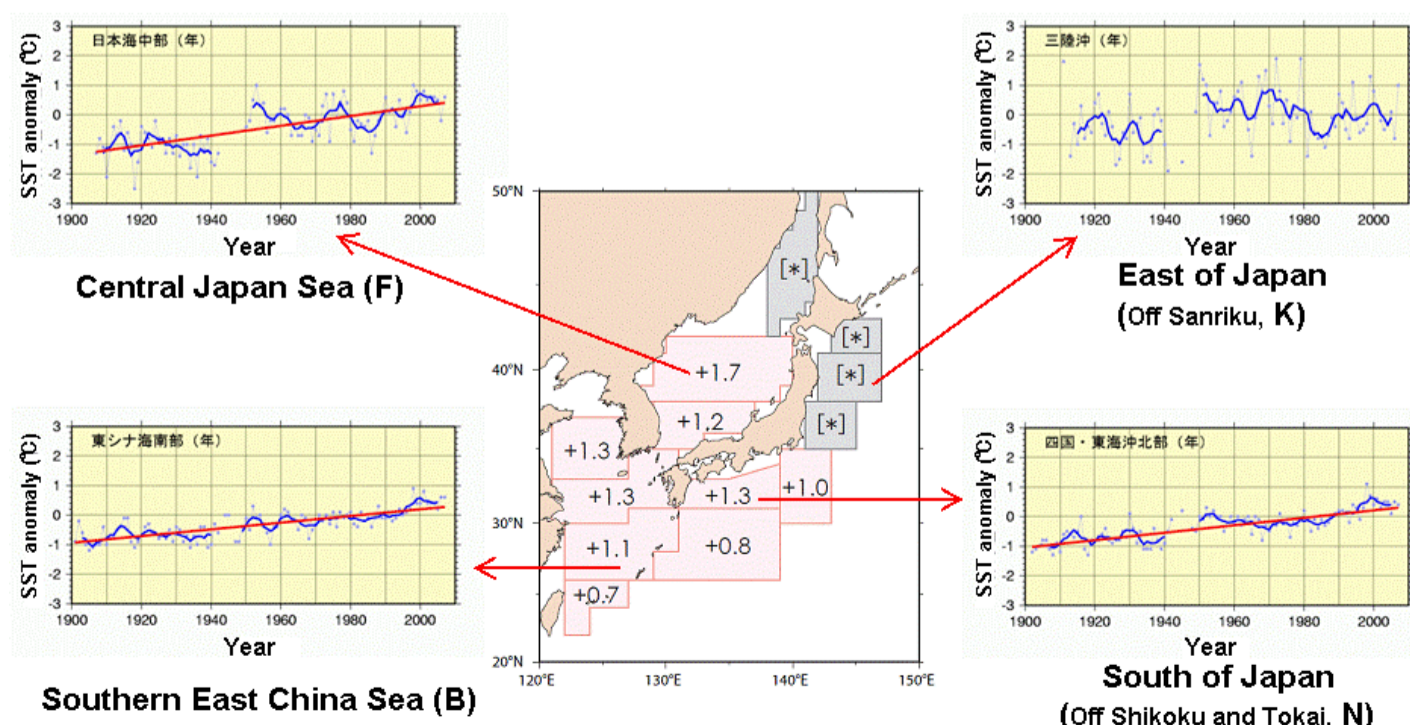 SST anomaly (℃)
3
2
1
0
-1
-2
-3
日本海中部（年）
1900 1920 1940 1960 1980 2000
Year
Central Japan Sea (F)
SST anomaly (℃)
3
2
1
0
-1
-2
-3
三陸沖（年）
1900 1920 1940 1960 1980 2000
Year
East of Japan
(Off Sanriku, K)
50°N
40°N
30°N
20°N
120°E 130°E 140°E 150°E
[*]
[*]
+1.7
[*]
+1.2
[*]
+1.3
+1.3
+1.3
+1.0
+1.1
+0.8
+0.7
SST anomaly (℃)
3
2
1
0
-1
-2
-3
東シナ海南部（年）
1900 1920 1940 1960 1980 2000
Year
Southern East China Sea (B)
SST anomaly (℃)
3
2
1
0
-1
-2
-3
四国・東海沖北部（年）
1900 1920 1940 1960 1980 2000
Year
South of Japan
(Off Shikoku and Tokai, N)